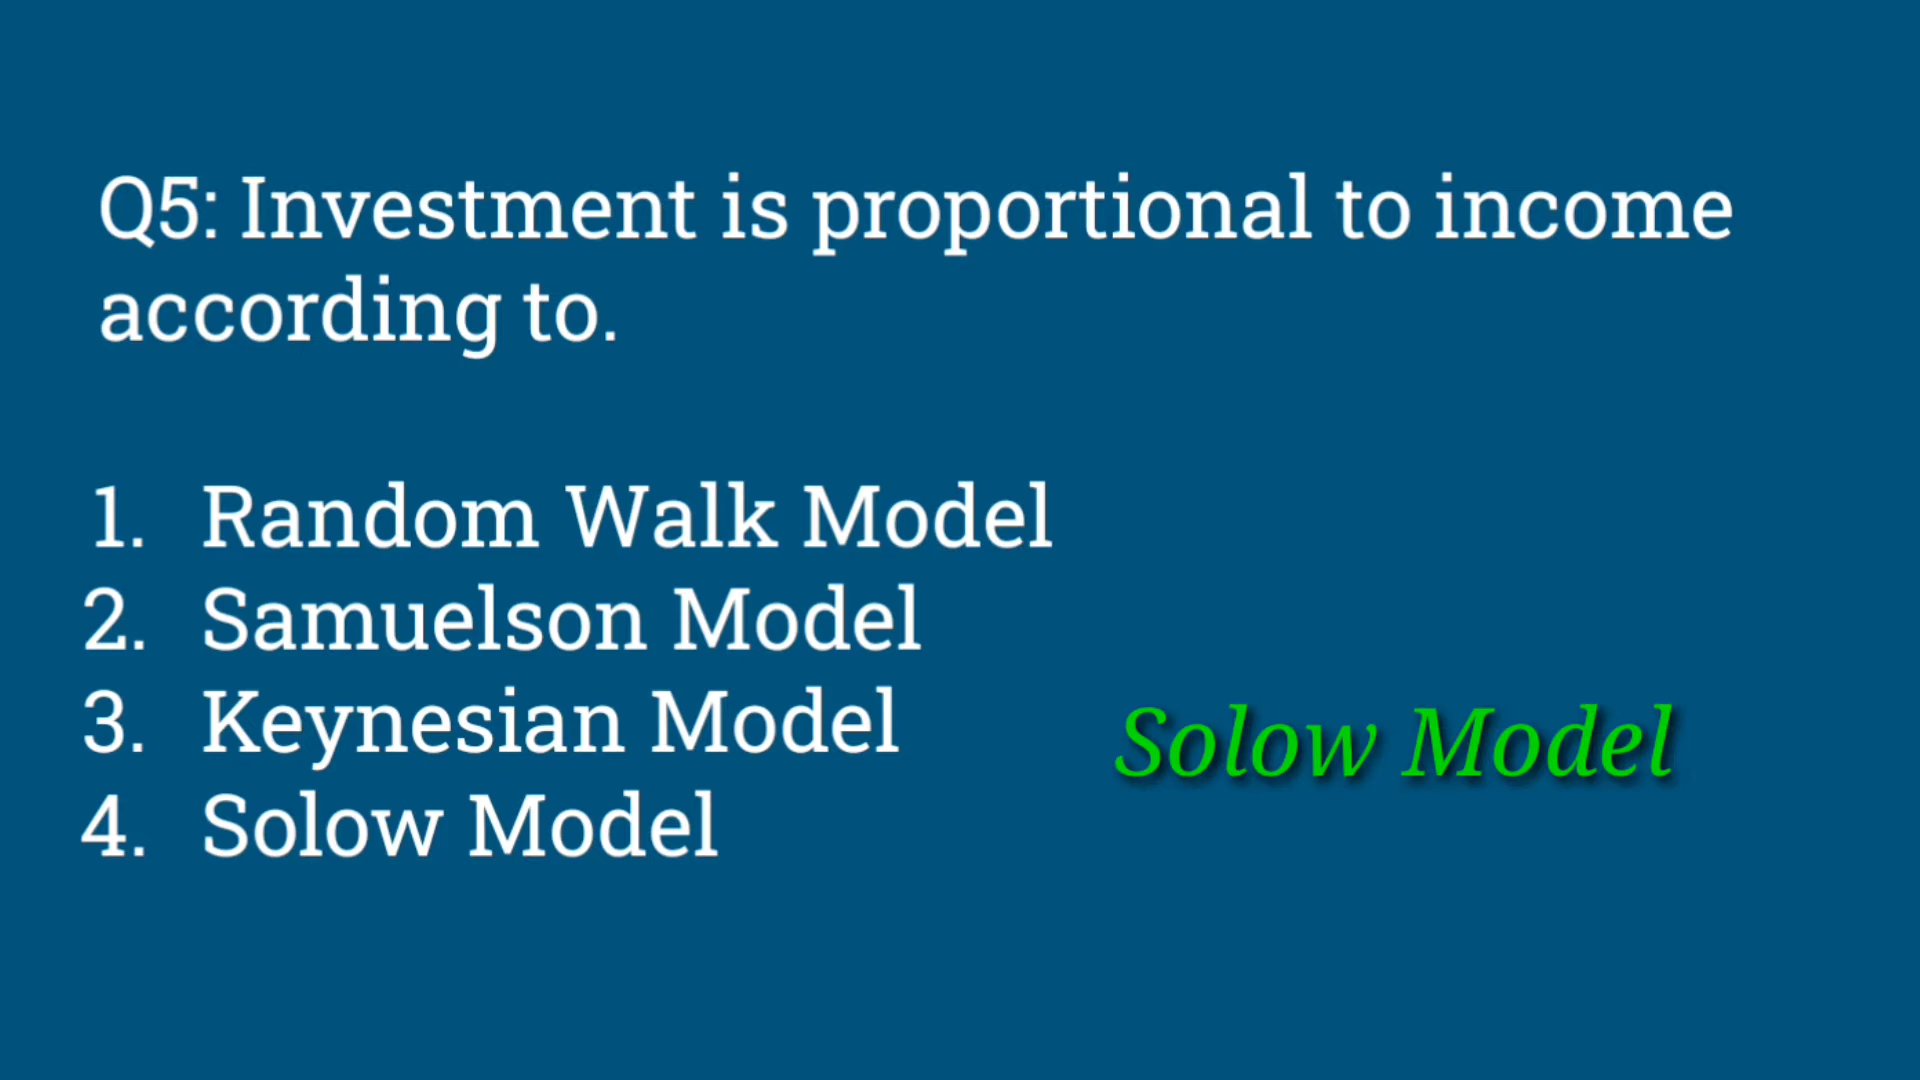 Q5: Investment is proportional to income
according to.
1. Random Walk Model
2. Samuelson Model
3. Keynesian Model
Solow Model
4. Solow Model